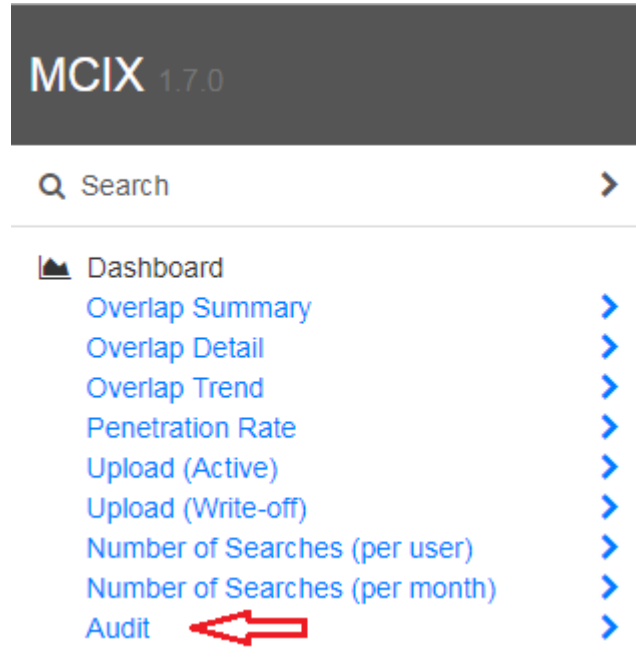 MCIX 1.7.0
Search
Dashboard
Overlap Summary
Overlap Detail
Overlap Trend
Penetration Rate
Upload (Active)
Upload (Write-off)
Number of Searches (per user)
Number of Searches (per month)
Audit